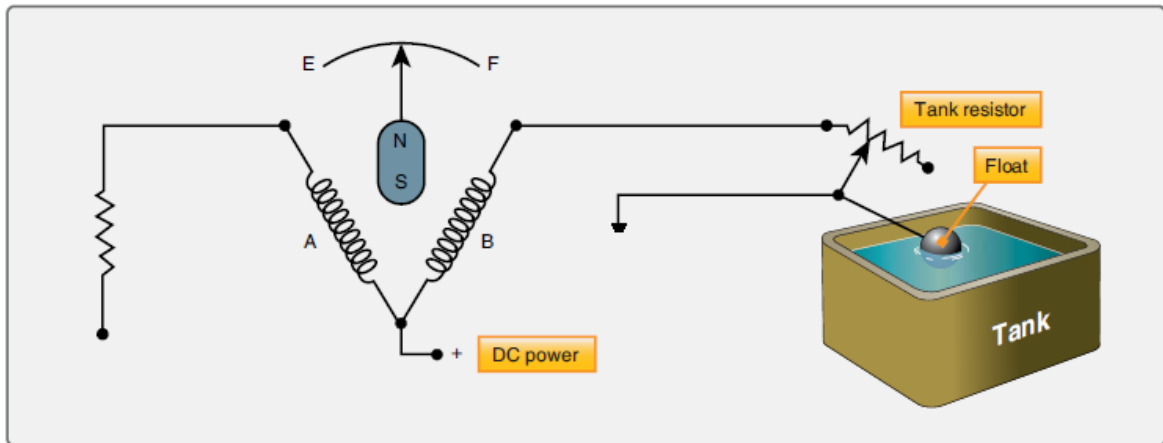 E
F
N
S
A
B
+
DC power
Tank resistor
Float
Tank